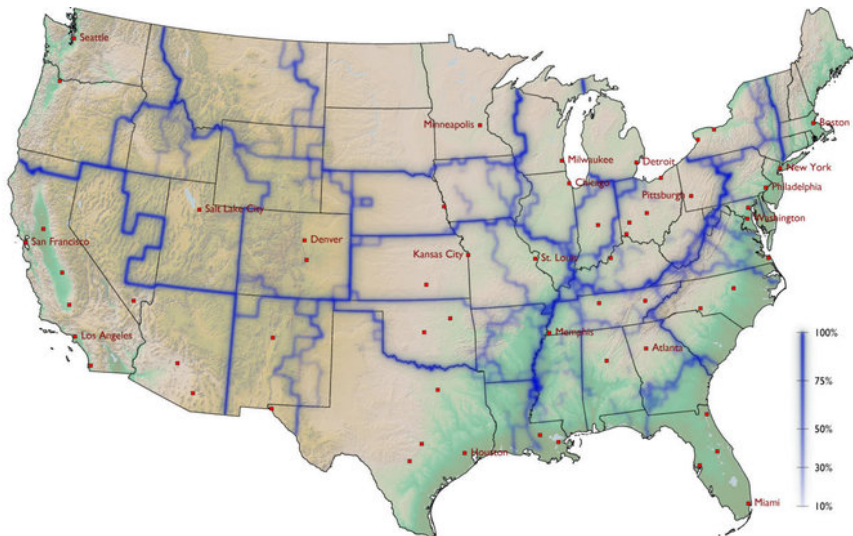 Seattle
Minneapolis
Milwaukee
Detroit
Boston
Chicago
New York
Pittsburgh
Philadelphia
Salt Lake City
Washington
San Francisco
Denver
Kansas City
St. Louis
Los Angeles
Memphis
Atlanta
100%
75%
50%
Houston
30%
Miami
10%